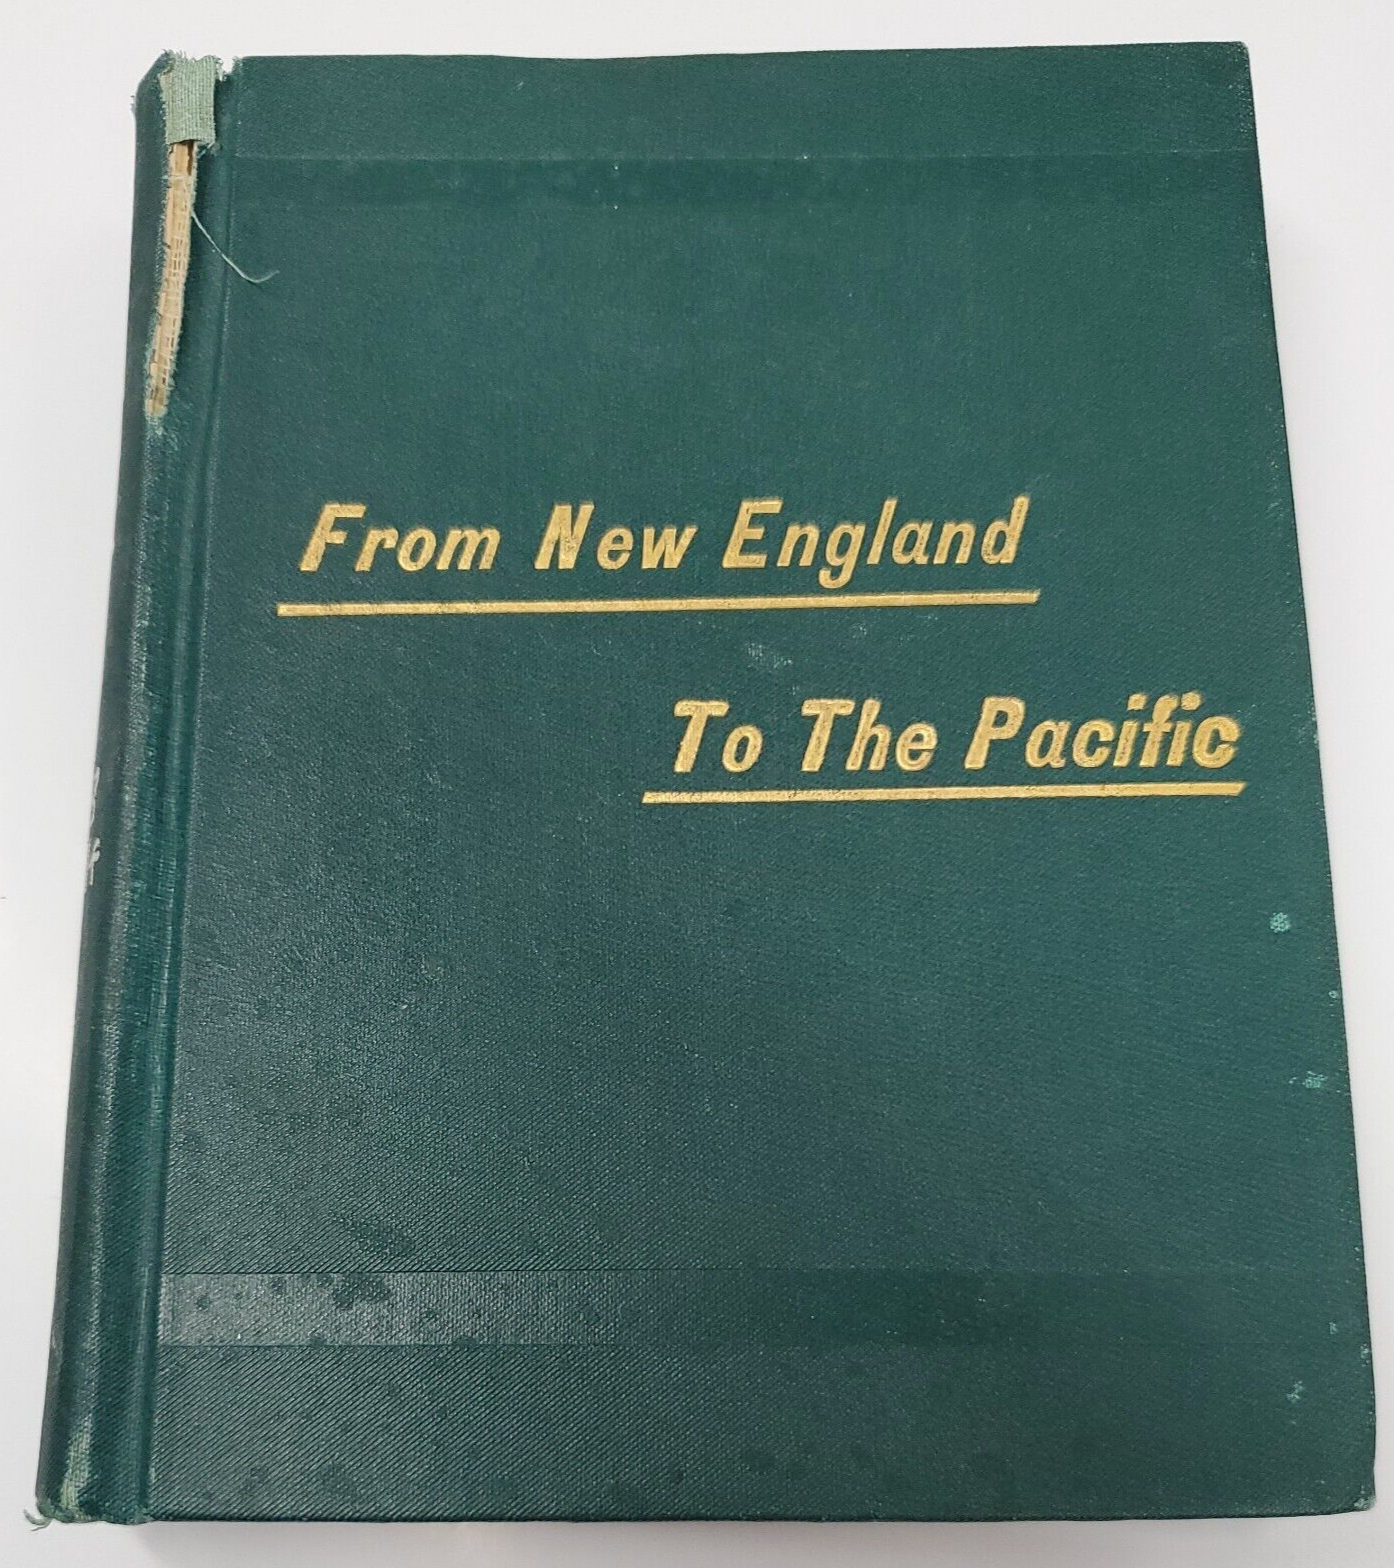 From New England
To The Pacific